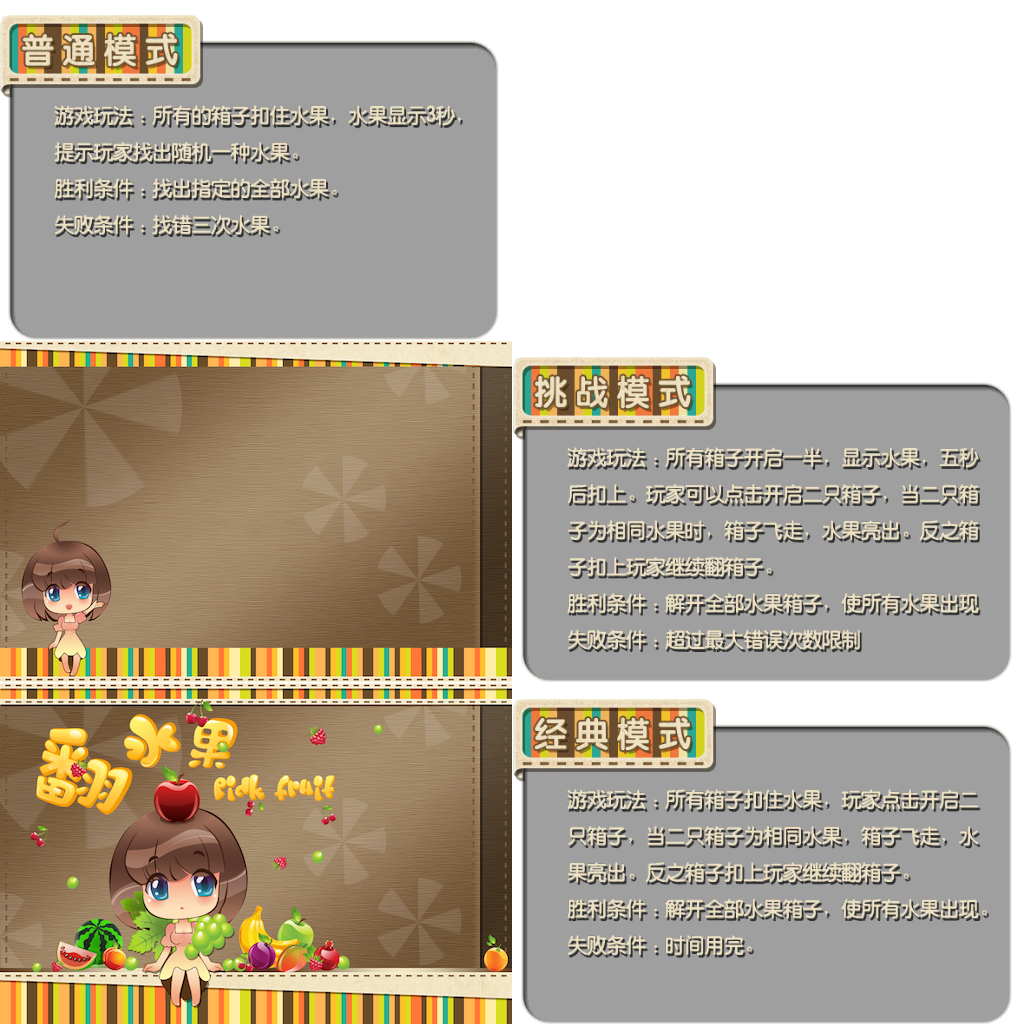 普通模式
游戏玩法：所有的箱子扣住水果，水果显示3秒，
提示玩家找出随机一种水果。
胜利条件：找出指定的全部水果。
失败条件：找错三次水果。
挑战模式
游戏玩法：所有箱子开启一半，显示水果，五秒
后扣上。玩家可以点击开启二只箱子，当二只箱
子为相同水果时，箱子飞走，水果亮出。反之箱
子扣上玩家继续翻箱子。
胜利条件：解开全部水果箱子，使所有水果出现
失败条件：超过最大错误次数限制
翻水果
Pidk fruit
经典模式
游戏玩法：所有箱子扣住水果，玩家点击开启二
只箱子，当二只箱子为相同水果，箱子飞走，水
果亮出。反之箱子扣上玩家继续翻箱子。
胜利条件：解开全部水果箱子，使所有水果出现。
失败条件：时间用完。